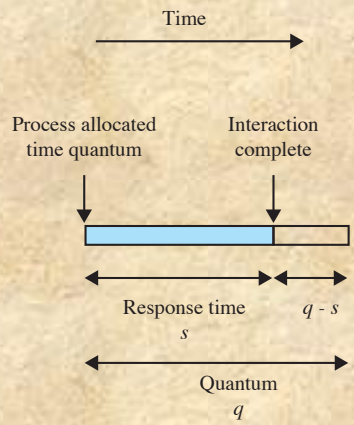 Time
Process allocated
time quantum
Interaction
complete
Response time
s
q - s
Quantum
q